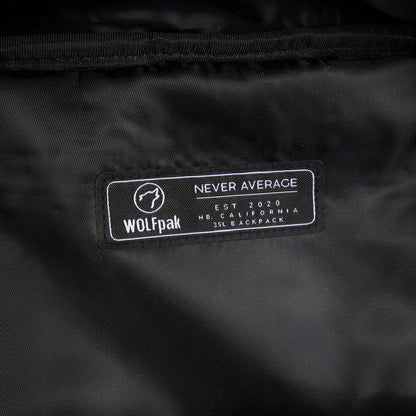 WOLFpak
NEVER AVERAGE
EST 2020
HB, CALIFORNIA
35L BACKPACK